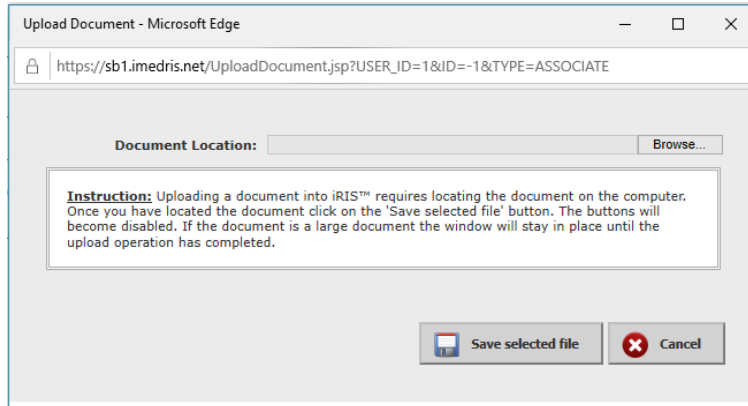 Upload Document - Microsoft Edge
https://sb1.imedris.net/UploadDocument.jsp?USER_ID=1&ID=-1&TYPE=ASSOCIATE
Document Location: Browse...
Instruction: Uploading a document into iRIS™ requires locating the document on the computer.
Once you have located the document click on the 'Save selected file' button. The buttons will
become disabled. If the document is a large document the window will stay in place until the
upload operation has completed.
Save selected file Cancel